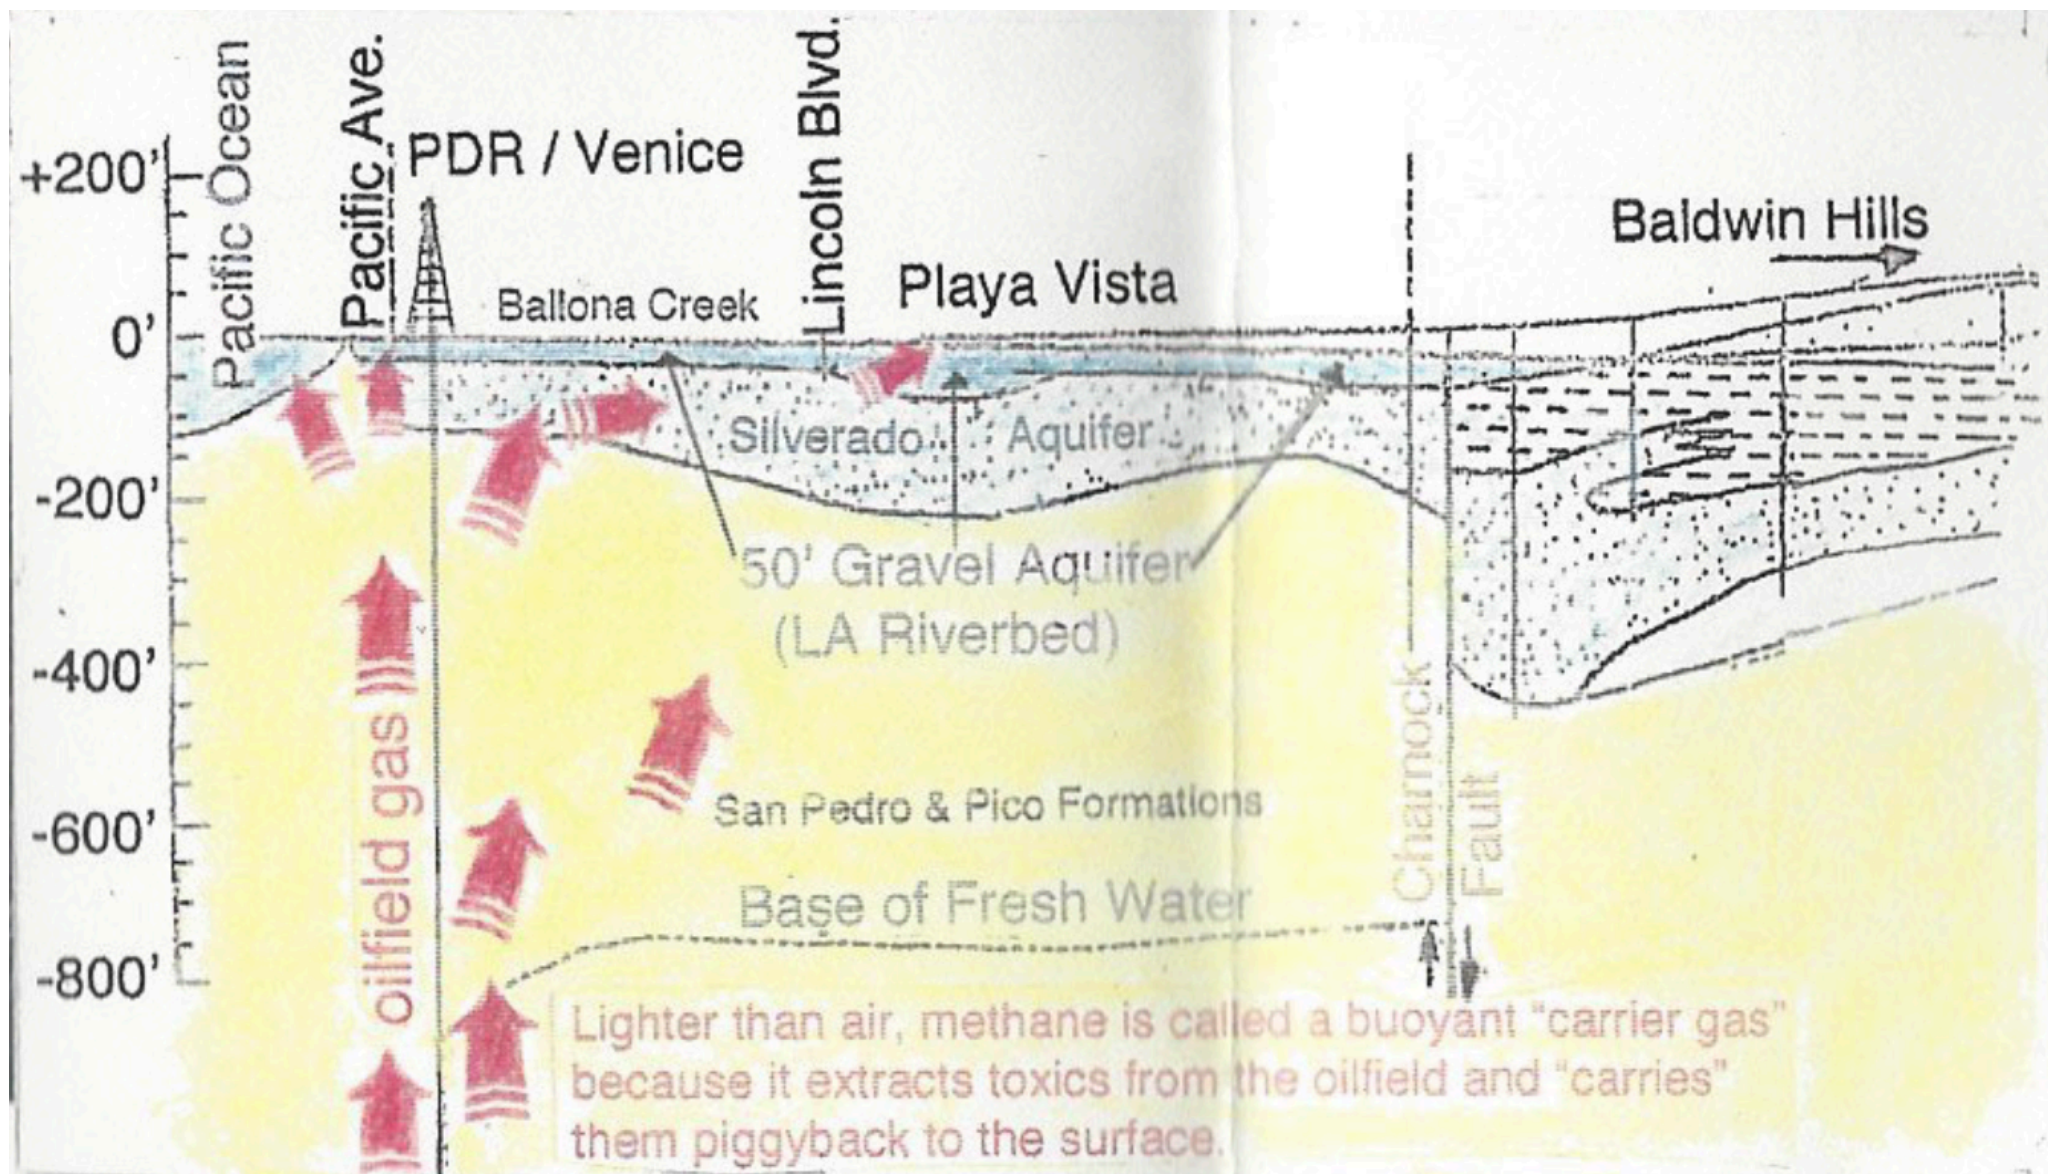 Pacific Ocean
Pacific Ave.
PDR / Venice
Lincoln Blvd.
+200'
Baldwin Hills
Ballona Creek
Playa Vista
0'
Silverado Aquifer
-200'
50' Gravel Aquifer
(LA Riverbed)
-400'
oilfield gas
Charnock
Fault
San Pedro & Pico Formations
-600'
Base of Fresh Water
-800'
Lighter than air, methane is called a buoyant "carrier gas"
because it extracts toxics from the oilfield and "carries"
them piggyback to the surface.